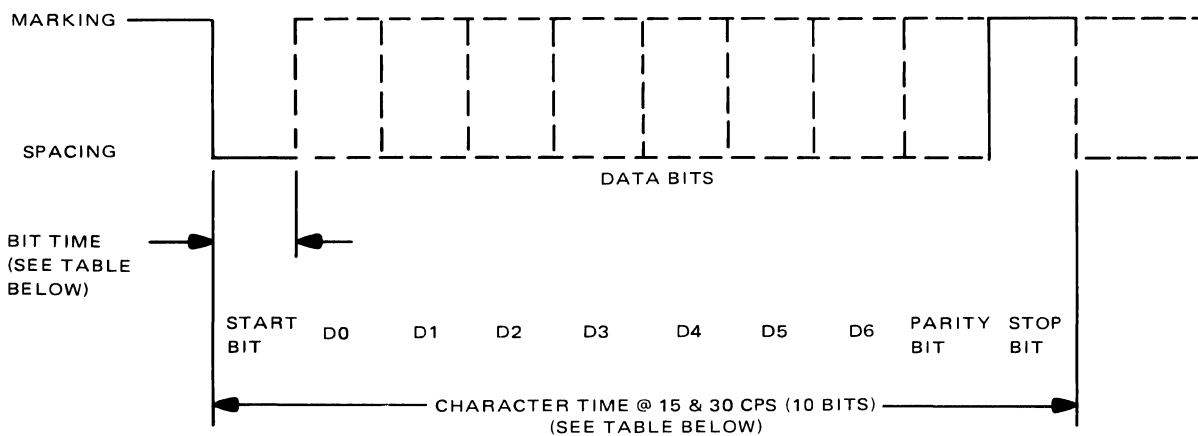 MARKING
SPACING
DATA BITS
BIT TIME
(SEE TABLE
BELOW)
START
BIT
D0
D1
D2
D3
D4
D5
D6
PARITY
BIT
STOP
BIT
CHARACTER TIME @ 15 & 30 CPS (10 BITS)
(SEE TABLE BELOW)